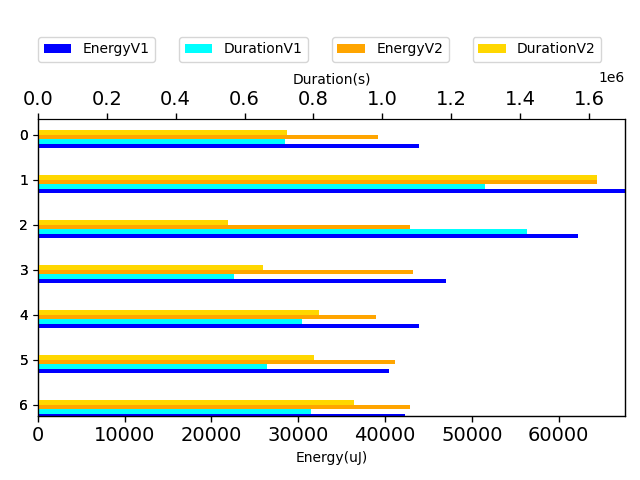 EnergyV1 DurationV1 EnergyV2 DurationV2
Duration(s)
1e6
0.0 0.2 0.4 0.6 0.8 1.0 1.2 1.4 1.6
0
1
2
3
4
5
6
0 10000 20000 30000 40000 50000 60000
Energy(uJ)